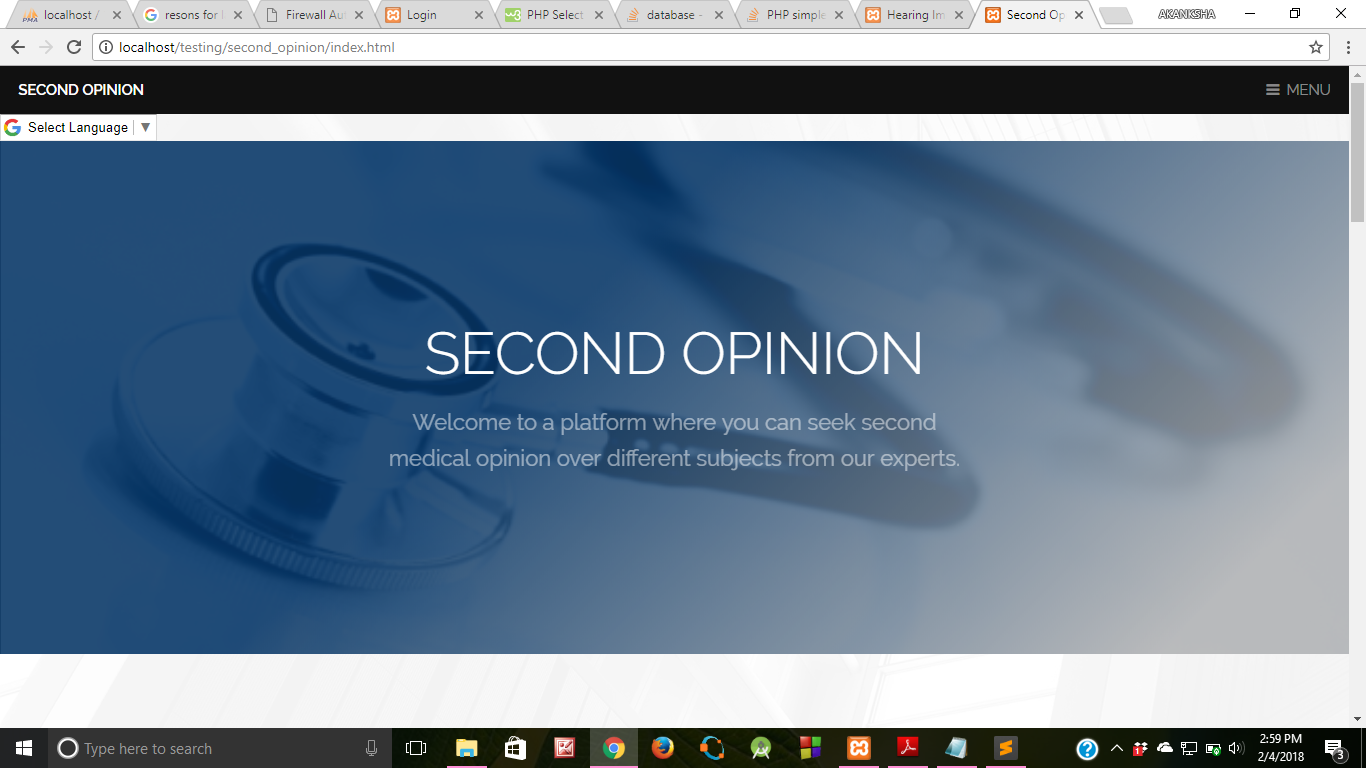 localhost / resons for Firewall Aut Login PHP Select database - PHP simple Hearing Im Second Op AKANKSHA
localhost/testing/second_opinion/index.html
SECOND OPINION MENU
Select Language
SECOND OPINION
Welcome to a platform where you can seek second
medical opinion over different subjects from our experts.
Type here to search
2:59 PM
2/4/2018
3